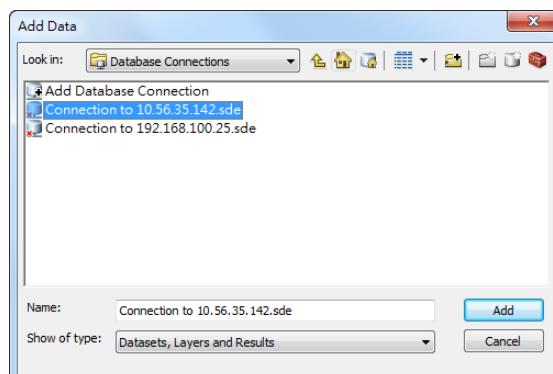 Add Data
Look in: Database Connections
Add Database Connection
Connection to 10.56.35.142.sde
Connection to 192.168.100.25.sde
Name: Connection to 10.56.35.142.sde Add
Show of type: Datasets, Layers and Results Cancel